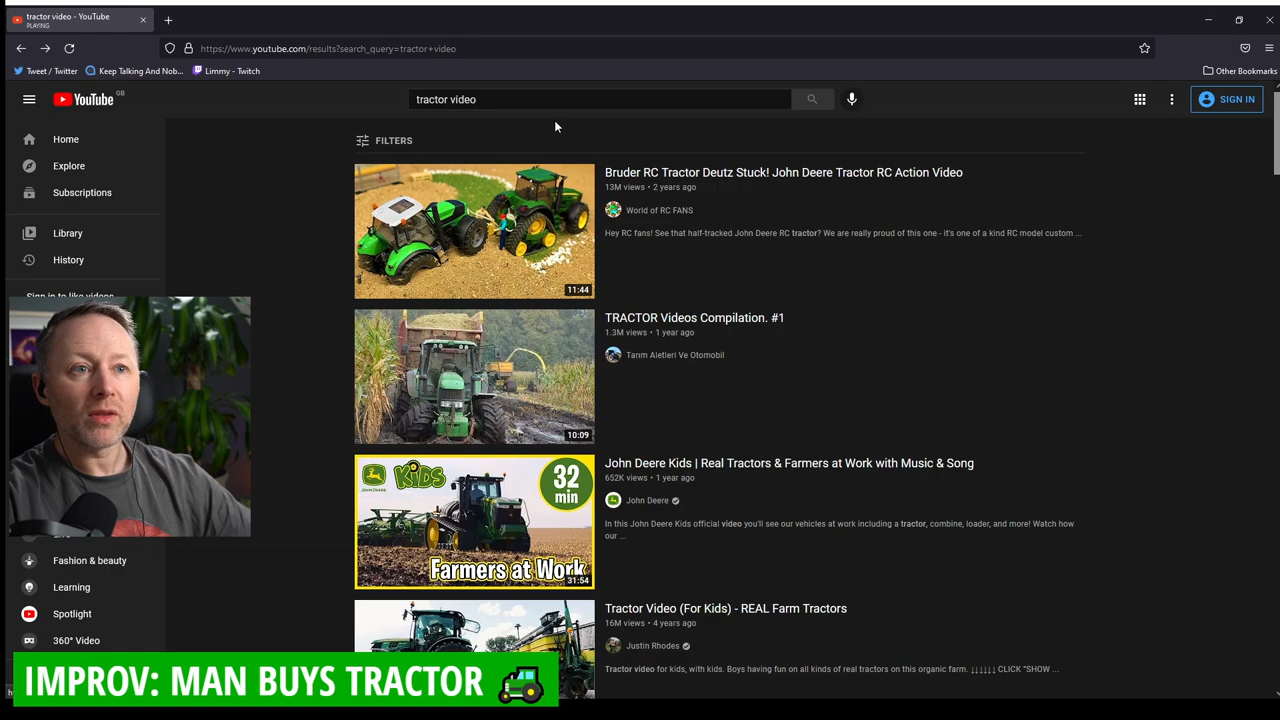 tractor video - YouTube
PLAYING
https://www.youtube.com/results?search_query=tractor+video
Tweet / Twitter
Keep Talking And Nob...
Limmy - Twitch
Other Bookmarks
YouTube GB
tractor video
SIGN IN
Home
Explore
Subscriptions
Library
History
Sign in to like videos,
Fashion & beauty
Learning
Spotlight
360° Video
FILTERS
11:44
Bruder RC Tractor Deutz Stuck! John Deere Tractor RC Action Video
13M views • 2 years ago
World of RC FANS
Hey RC fans! See that half-tracked John Deere RC tractor? We are really proud of this one - it's one of a kind RC model custom ...
10:09
TRACTOR Videos Compilation. #1
1.3M views • 1 year ago
Tarım Aletleri Ve Otomobil
KiDS
32
min
Farmers at Work
31:54
John Deere Kids | Real Tractors & Farmers at Work with Music & Song
652K views • 1 year ago
John Deere
In this John Deere Kids official video you'll see our vehicles at work including a tractor, combine, loader, and more! Watch how
our ...
Tractor Video (For Kids) - REAL Farm Tractors
16M views • 4 years ago
Justin Rhodes
Tractor video for kids, with kids. Boys having fun on all kinds of real tractors on this organic farm. ↓↓↓↓↓↓ CLICK "SHOW ...
IMPROV: MAN BUYS TRACTOR